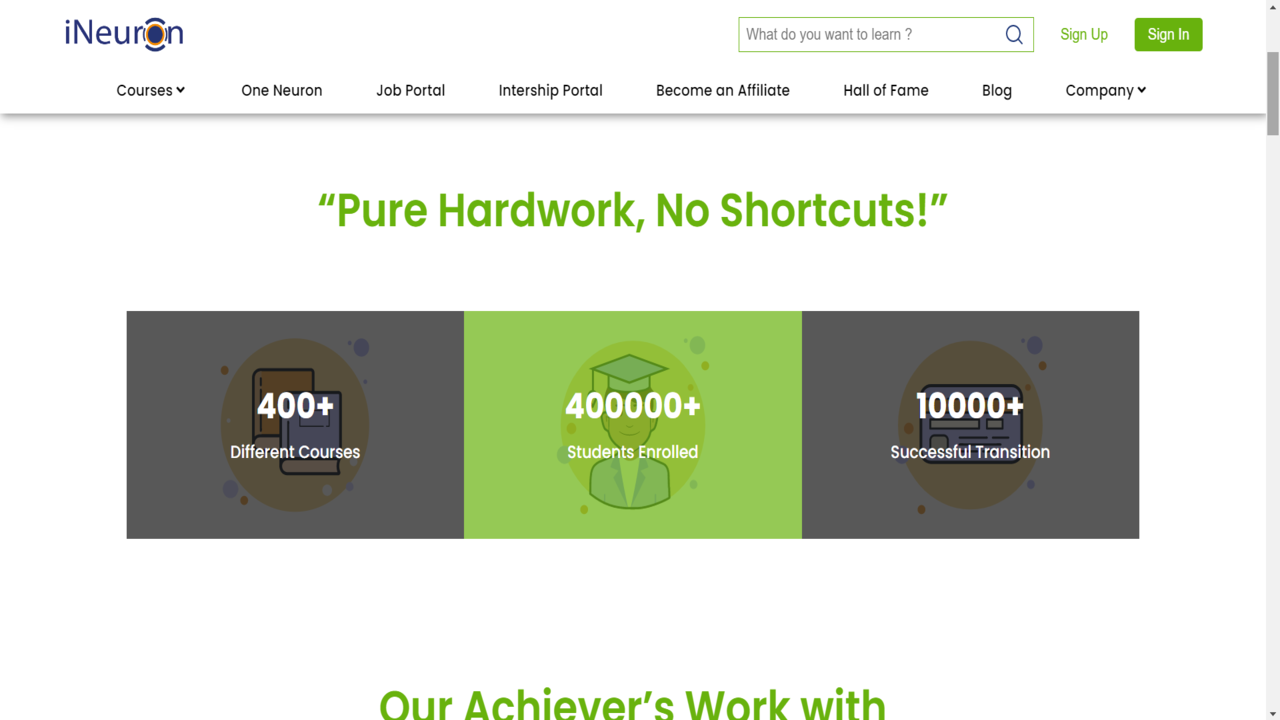 iNeuron
What do you want to learn ?
Sign Up
Sign In
Courses
One Neuron
Job Portal
Intership Portal
Become an Affiliate
Hall of Fame
Blog
Company
“Pure Hardwork, No Shortcuts!”
400+
Different Courses
400000+
Students Enrolled
10000+
Successful Transition
Our Achiever’s Work with